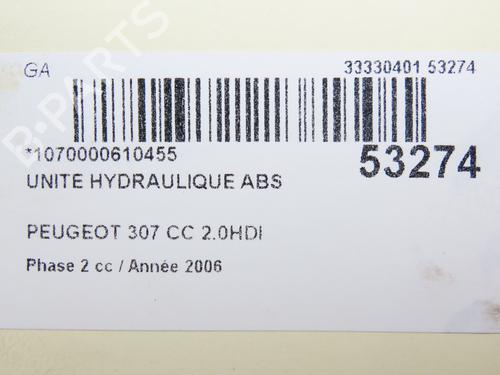 GA
33330401 53274
*1070000610455
53274
UNITE HYDRAULIQUE ABS
PEUGEOT 307 CC 2.0HDI
Phase 2 cc / Année 2006
B-PARTS